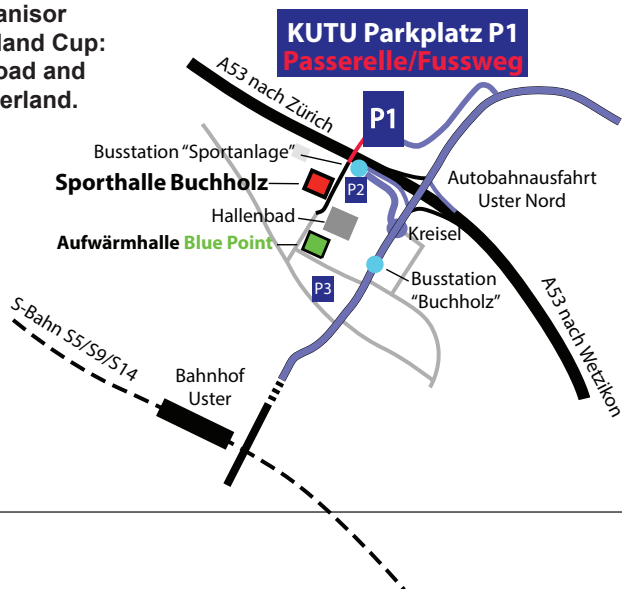 anisor
land Cup:
oad and
erland.
KUTU Parkplatz P1
Passerelle/Fussweg
A53 nach Zürich
P1
Busstation “Sportanlage”
Sporthalle Buchholz
P2
Autobahnausfahrt
Uster Nord
Hallenbad
Kreisel
Aufwärmhalle Blue Point
P3
Busstation
“Buchholz”
A53 nach Wetzikon
S-Bahn S5/S9/S14
Bahnhof
Uster